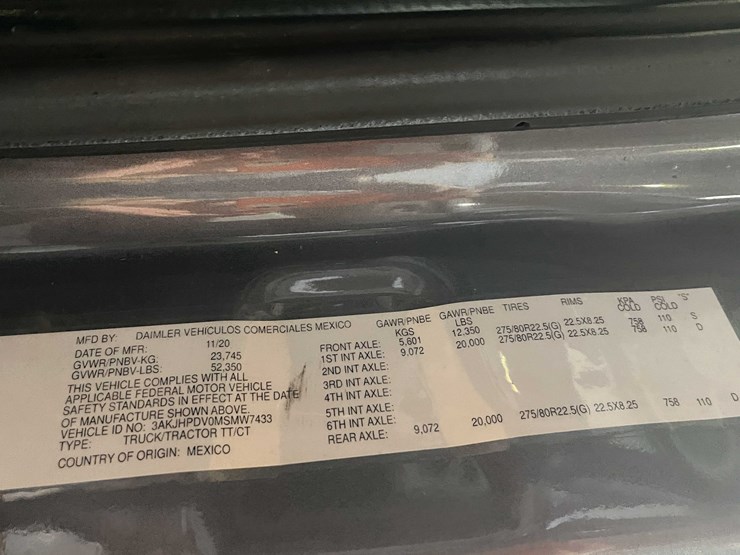 MFD BY: DAIMLER VEHICULOS COMERCIALES MEXICO
DATE OF MFR: 11/20
GVWR/PNBV-KG: 23,745
GVWR/PNBV-LBS: 52,350
THIS VEHICLE COMPLIES WITH ALL
APPLICABLE FEDERAL MOTOR VEHICLE
SAFETY STANDARDS IN EFFECT AT THE DATE
OF MANUFACTURE SHOWN ABOVE.
VEHICLE ID NO: 3AKJHPDV0MSMW7433
TYPE: TRUCK/TRACTOR TT/CT
COUNTRY OF ORIGIN: MEXICO
GAWR/PNBE GAWR/PNBE TIRES RIMS KPA PSI "S"
KGS LBS COLD COLD
FRONT AXLE: 5,601 12,350 275/80R22.5(G) 22.5X8.25 758 110 S
1ST INT AXLE: 9,072 20,000 275/80R22.5(G) 22.5X8.25 758 110 D
2ND INT AXLE:
3RD INT AXLE:
4TH INT AXLE:
5TH INT AXLE:
6TH INT AXLE:
REAR AXLE: 9,072 20,000 275/80R22.5(G) 22.5X8.25 758 110 D